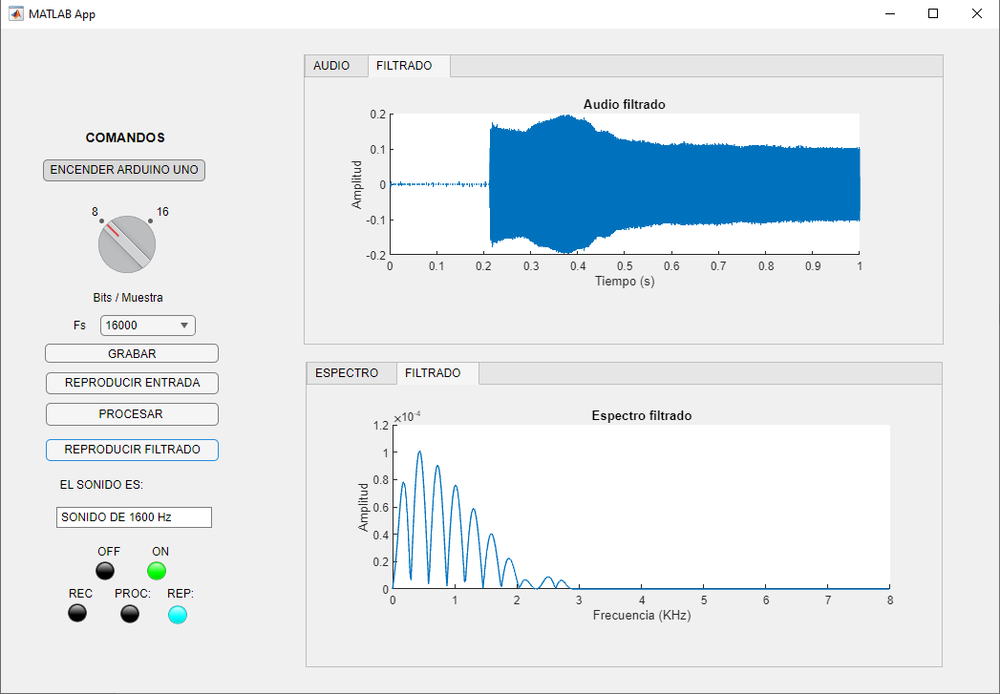 MATLAB App
COMANDOS
ENCENDER ARDUINO UNO
8 16
Bits / Muestra
Fs 16000
GRABAR
REPRODUCIR ENTRADA
PROCESAR
REPRODUCIR FILTRADO
EL SONIDO ES:
SONIDO DE 1600 Hz
OFF ON
REC PROC: REP:
AUDIO FILTRADO
Audio filtrado
Amplitud
0.2
0.1
0
-0.1
-0.2
0 0.1 0.2 0.3 0.4 0.5 0.6 0.7 0.8 0.9 1
Tiempo (s)
ESPECTRO FILTRADO
Espectro filtrado
×10-4
Amplitud
1.2
1
0.8
0.6
0.4
0.2
0
0 1 2 3 4 5 6 7 8
Frecuencia (KHz)